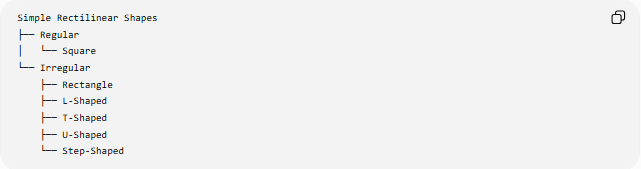 Simple Rectilinear Shapes
├── Regular
│   └── Square
└── Irregular
    ├── Rectangle
    ├── L-Shaped
    ├── T-Shaped
    ├── U-Shaped
    └── Step-Shaped